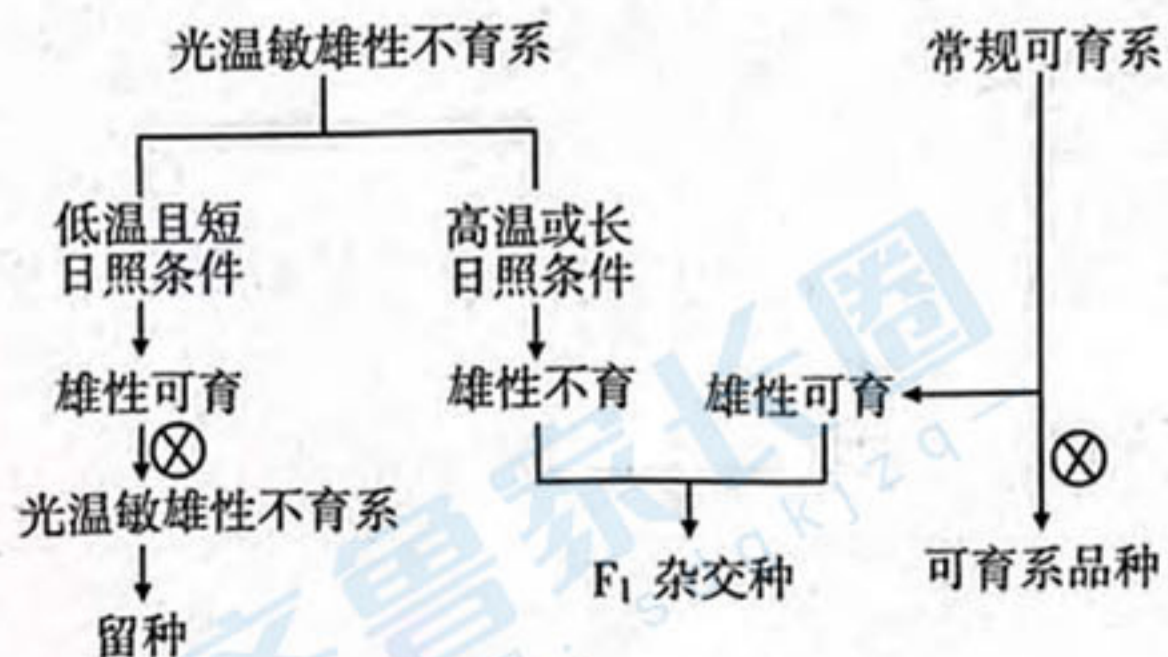 光温敏雄性不育系
常规可育系
低温且短
日照条件
高温或长
日照条件
雄性可育
雄性不育
雄性可育
光温敏雄性不育系
F₁ 杂交种
可育系品种
留种
家长圈